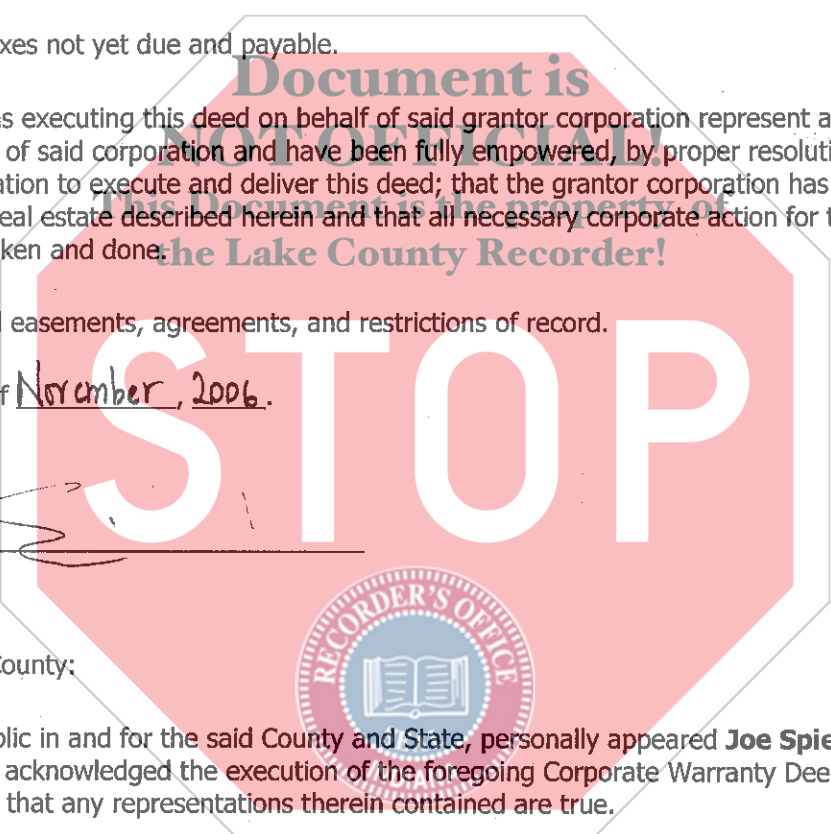 xes not yet due and payable.
Document is
s executing this deed on behalf of said grantor corporation represent a
NOT OFFICIAL!
of said corporation and have been fully empowered, by proper resoluti
ation to execute and deliver this deed; that the grantor corporation has
This Document is the property of
eal estate described herein and that all necessary corporate action for t
ken and done.
the Lake County Recorder!
l easements, agreements, and restrictions of record.
STOP
f November, 2006.
RECORDER'S OFFICE
County:
blic in and for the said County and State, personally appeared Joe Spie
acknowledged the execution of the foregoing Corporate Warranty Dee
INDIANA
that any representations therein contained are true.